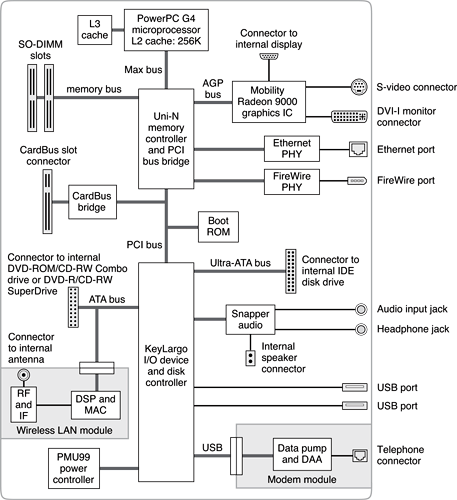 L3
cache
PowerPC G4
microprocessor
L2 cache: 256K
Connector to
internal display
SO-DIMM
slots
Max bus
memory bus
AGP
bus
Uni-N
memory
controller
and PCI
bus bridge
Mobility
Radeon 9000
graphics IC
S-video connector
DVI-I monitor
connector
Ethernet
PHY
Ethernet port
CardBus slot
connector
FireWire
PHY
FireWire port
CardBus
bridge
Boot
ROM
PCI bus
Connector to internal
DVD-ROM/CD-RW Combo
drive or DVD-R/CD-RW
SuperDrive
Ultra-ATA bus
Connector to
internal IDE
disk drive
ATA bus
KeyLargo
I/O device
and disk
controller
Snapper
audio
Audio input jack
Headphone jack
Connector
to internal
antenna
Internal
speaker
connector
RF
and
IF
DSP and
MAC
Wireless LAN module
USB port
USB port
PMU99
power
controller
USB
Data pump
and DAA
Modem module
Telephone
connector